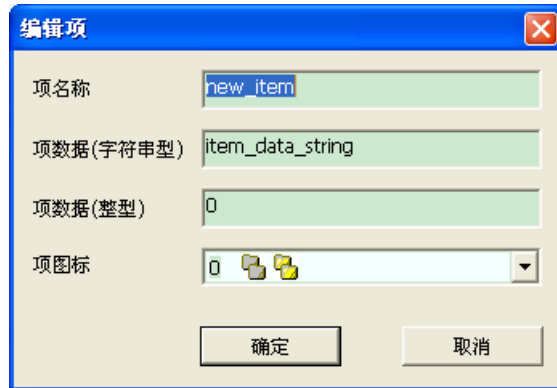 编辑项
项名称 new_item
项数据(字符串型) item_data_string
项数据(整型) 0
项图标 0
确定 取消